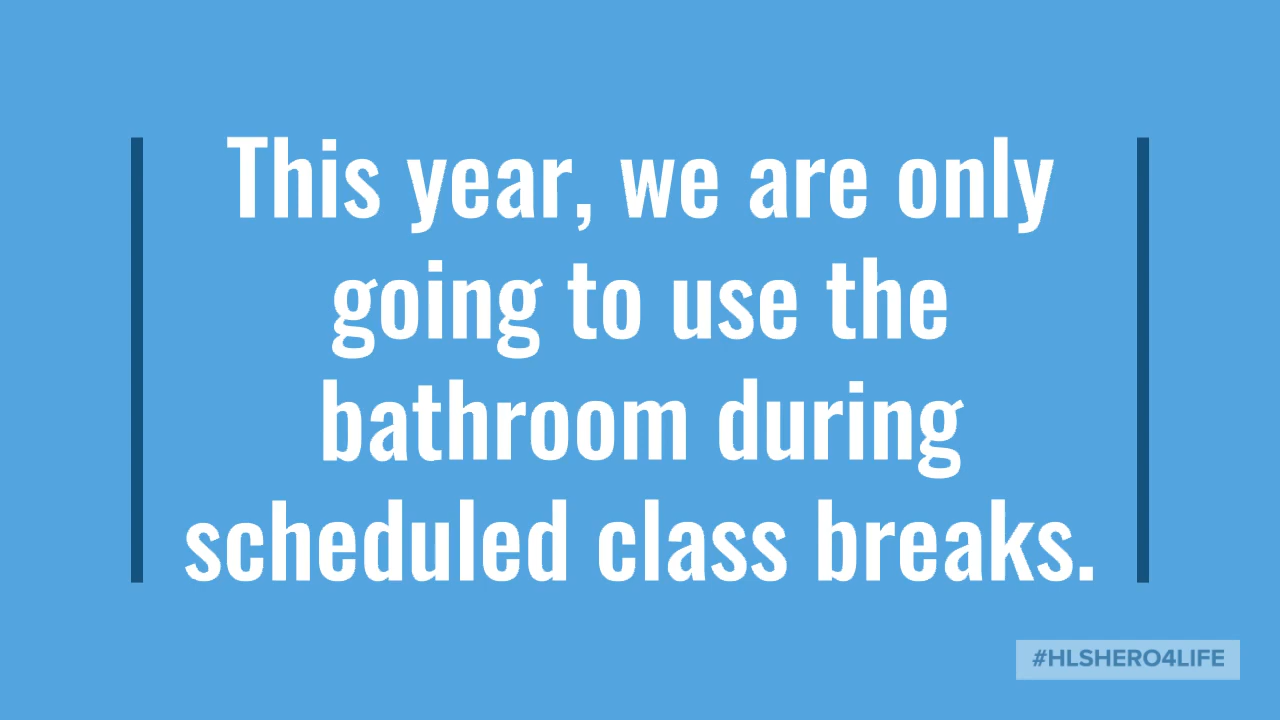 This year, we are only
going to use the
bathroom during
scheduled class breaks.
#HLSHERO4LIFE